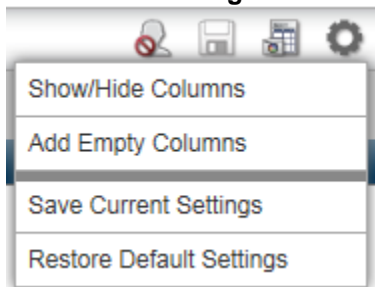 Show/Hide Columns
Add Empty Columns
Save Current Settings
Restore Default Settings